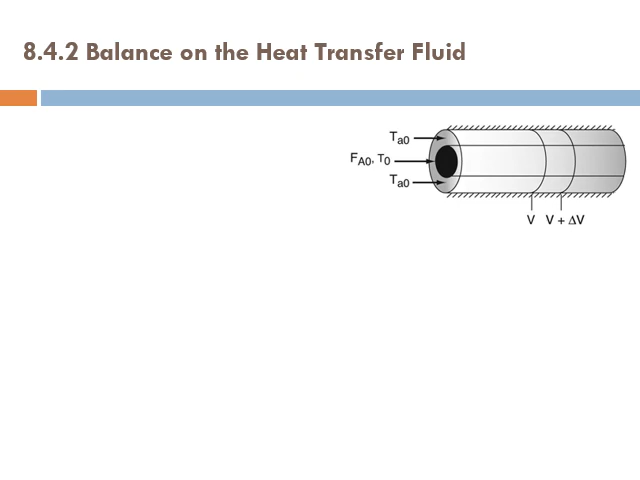 8.4.2 Balance on the Heat Transfer Fluid
Ta0
FA0, T0
Ta0
V V + ΔV